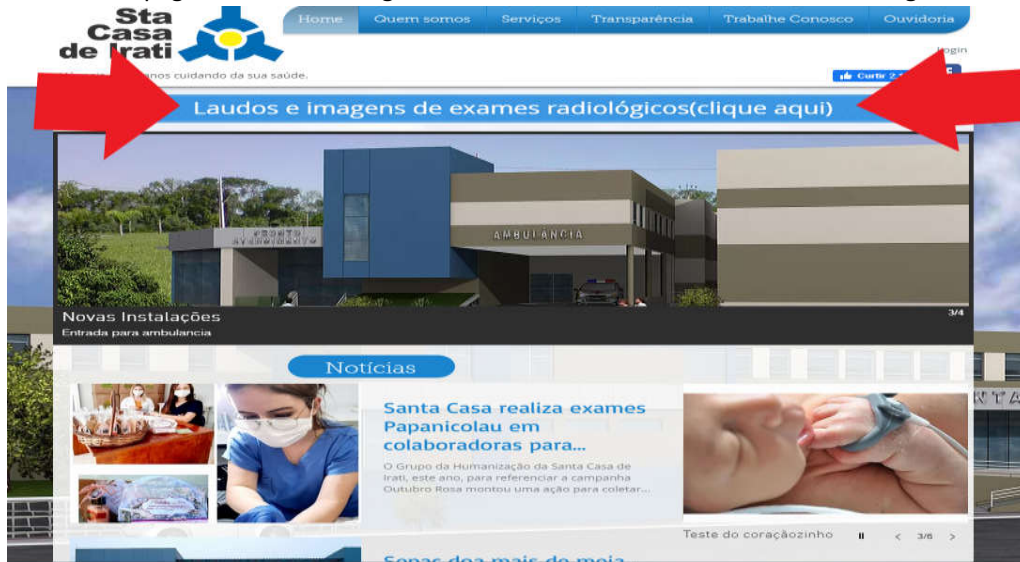 Sta
Casa
de Irati
Home Quem somos Serviços Transparência Trabalhe Conosco Ouvidoria
Login
anos cuidando da sua saúde.
Curtir
Laudos e imagens de exames radiológicos(clique aqui)
PRONTO
ATENDIMENTO
AMBULÂNCIA
Novas Instalações
3/4
Entrada para ambulancia
Notícias
Santa Casa realiza exames
Papanicolau em
colaboradoras para...
O Grupo da Humanização da Santa Casa de
Irati, este ano, para referenciar a campanha
Outubro Rosa montou uma ação para coletar...
Teste do coraçãozinho
< 3/6 >